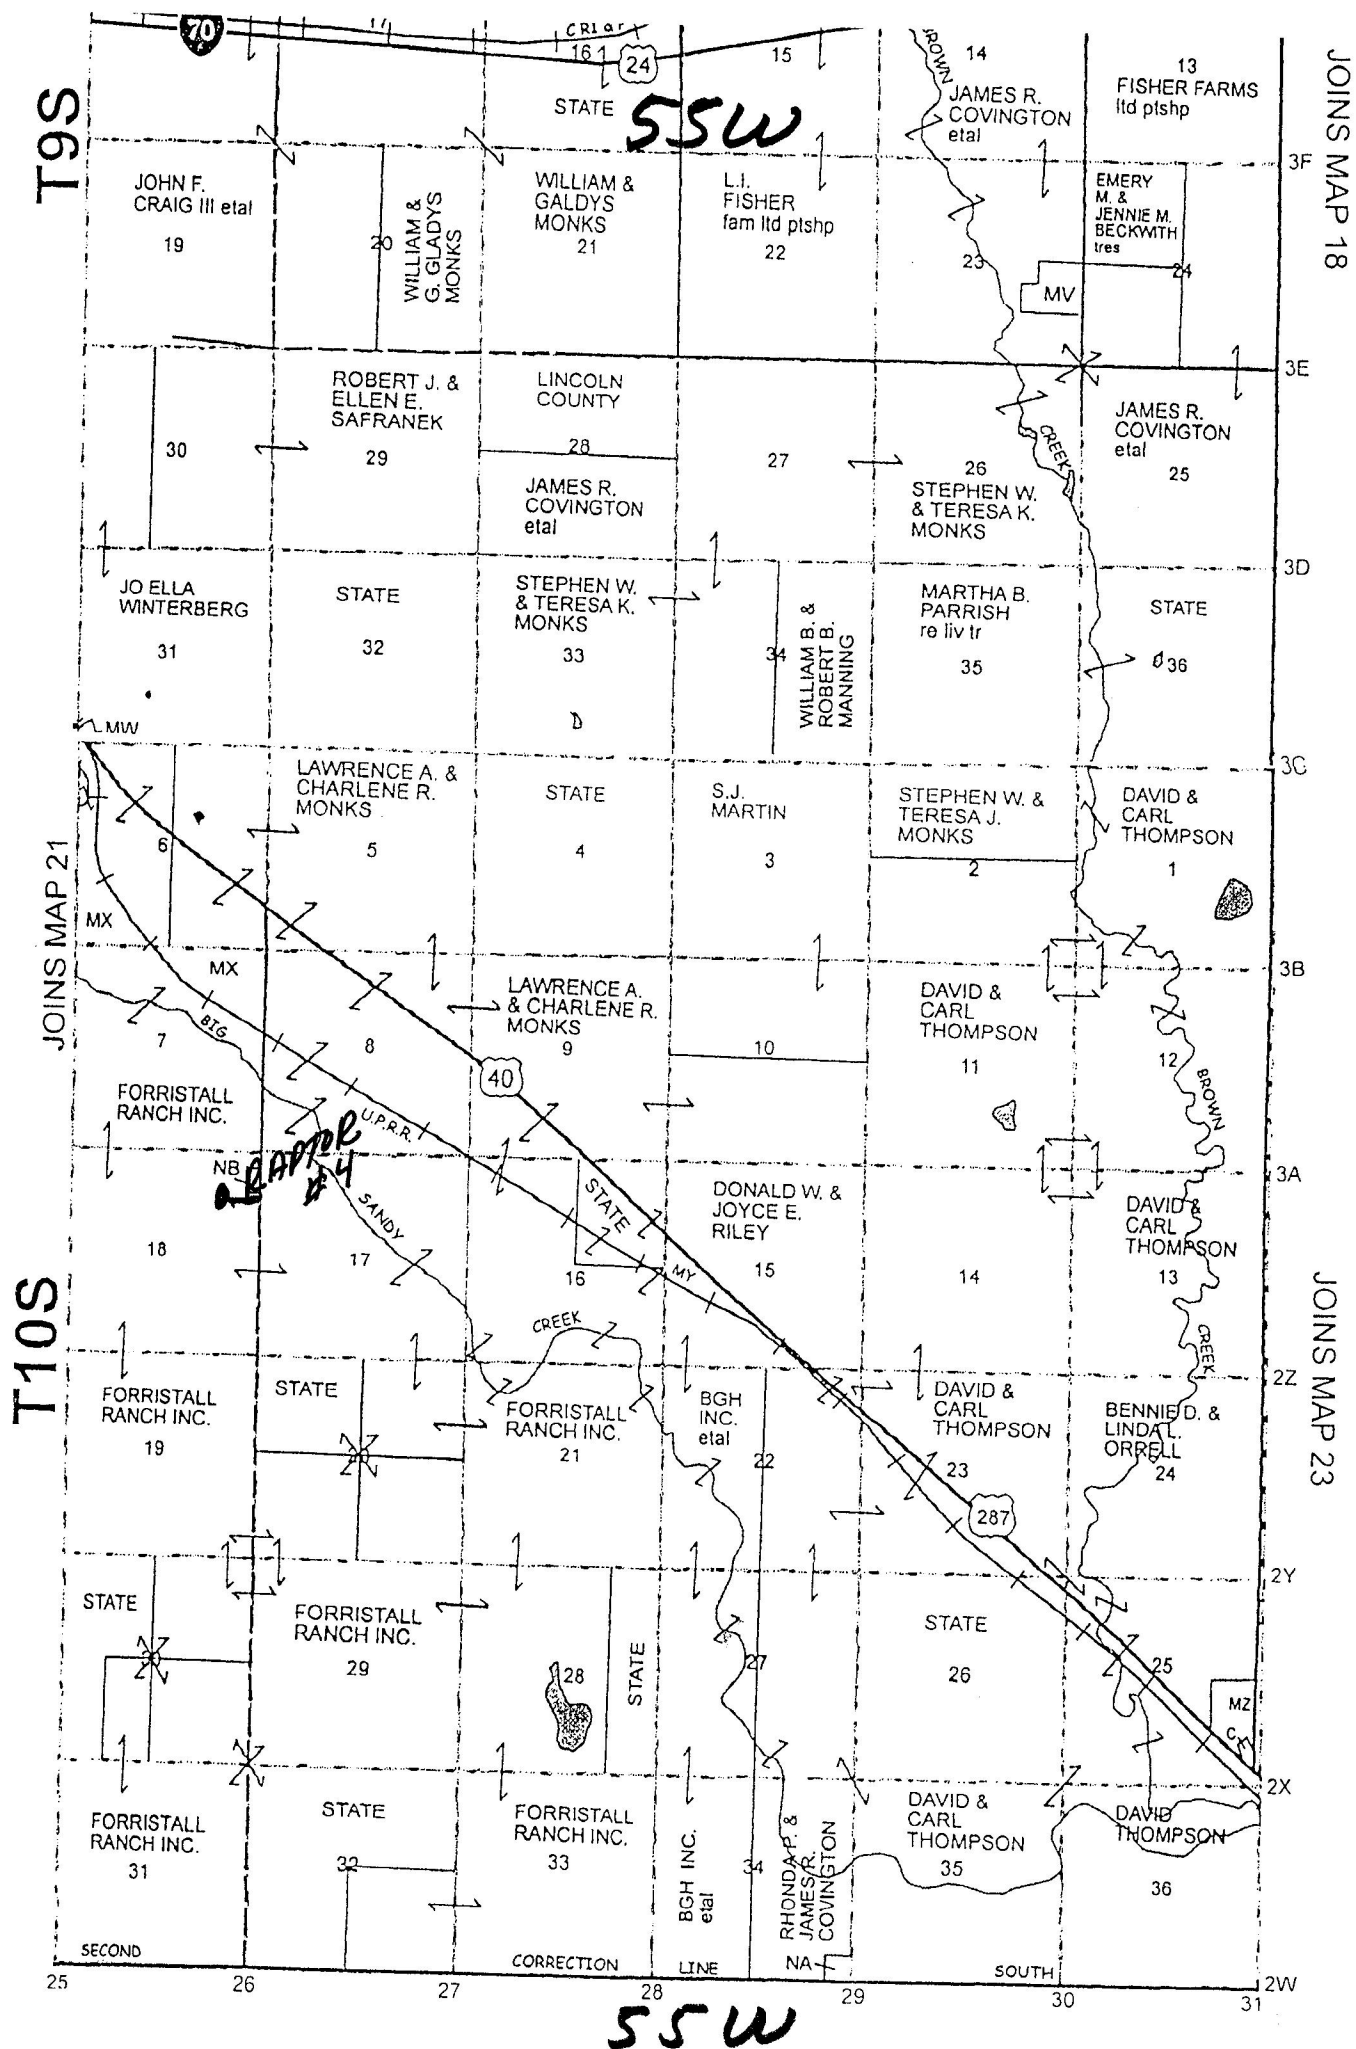 70
17
CRIGr
16
24
15
BROWN
14
13
FISHER FARMS
ltd ptshp
JAMES R.
COVINGTON
etal
STATE
55W
T9S
JOINS MAP 18
3F
JOHN F.
CRAIG III etal
19
20
WILLIAM &
G. GLADYS
MONKS
WILLIAM &
GALDYS
MONKS
21
L.I.
FISHER
fam ltd ptshp
22
23
EMERY
M. &
JENNIE M.
BECKWITH
tres
24
MV
3E
30
ROBERT J. &
ELLEN E.
SAFRANEK
29
LINCOLN
COUNTY
28
JAMES R.
COVINGTON
etal
27
26
STEPHEN W.
& TERESA K.
MONKS
CREEK
JAMES R.
COVINGTON
etal
25
3D
JO ELLA
WINTERBERG
31
STATE
32
STEPHEN W.
& TERESA K.
MONKS
33
D
34
WILLIAM B. &
ROBERT B.
MANNING
MARTHA B.
PARRISH
re liv tr
35
STATE
36
MW
3C
6
LAWRENCE A. &
CHARLENE R.
MONKS
5
STATE
4
S.J.
MARTIN
3
STEPHEN W. &
TERESA J.
MONKS
2
DAVID &
CARL
THOMPSON
1
JOINS MAP 21
MX
MX
3B
7
BIG
8
LAWRENCE A.
& CHARLENE R.
MONKS
9
10
DAVID &
CARL
THOMPSON
11
12
BROWN
40
FORRISTALL
RANCH INC.
U.P.R.R.
NB
RAPTOR
#4
3A
18
SANDY
17
STATE
16
MY
DONALD W. &
JOYCE E.
RILEY
15
14
DAVID &
CARL
THOMPSON
13
CREEK
CREEK
T10S
JOINS MAP 23
2Z
FORRISTALL
RANCH INC.
19
STATE
FORRISTALL
RANCH INC.
21
BGH
INC.
etal
22
DAVID &
CARL
THOMPSON
23
BENNIE D. &
LINDA L.
ORRELL
24
287
2Y
STATE
FORRISTALL
RANCH INC.
29
28
STATE
27
STATE
26
25
MZ
2X
FORRISTALL
RANCH INC.
31
STATE
32
FORRISTALL
RANCH INC.
33
BGH INC.
etal
34
RHONDA P. &
JAMES R.
COVINGTON
DAVID &
CARL
THOMPSON
35
DAVID
THOMPSON
36
SECOND
CORRECTION
LINE
NA
SOUTH
2W
25
26
27
28
29
30
31
55W